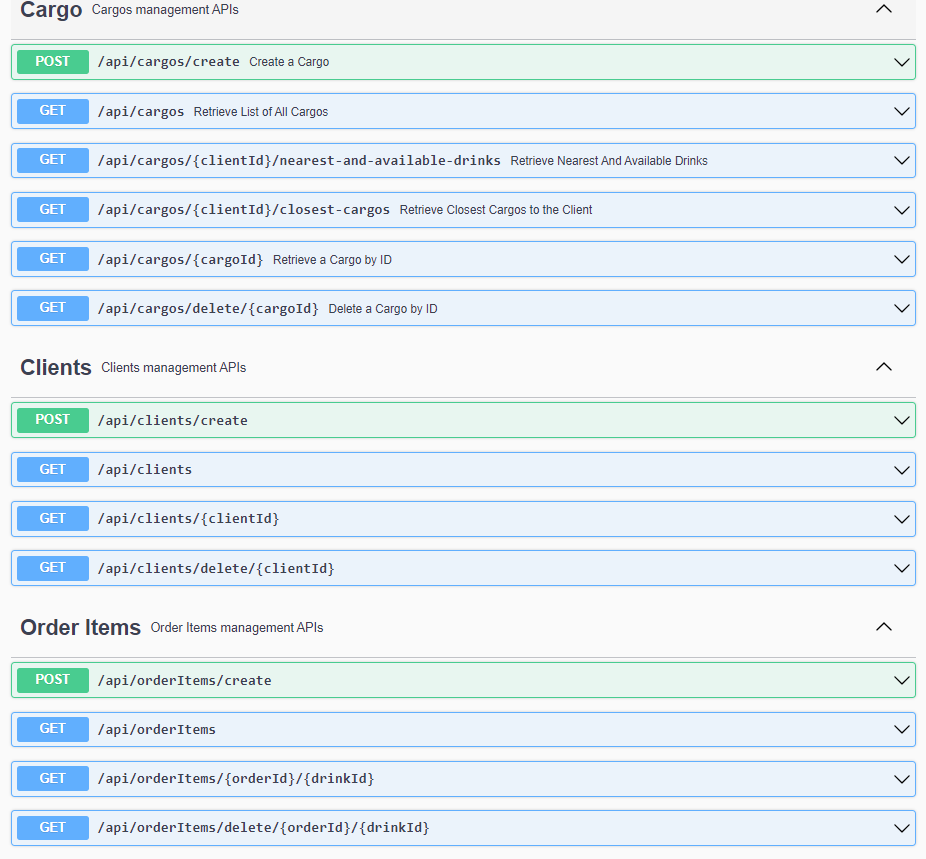 Cargo Cargos management APIs
POST /api/cargos/create Create a Cargo
GET /api/cargos Retrieve List of All Cargos
GET /api/cargos/{clientId}/nearest-and-available-drinks Retrieve Nearest And Available Drinks
GET /api/cargos/{clientId}/closest-cargos Retrieve Closest Cargos to the Client
GET /api/cargos/{cargoId} Retrieve a Cargo by ID
GET /api/cargos/delete/{cargoId} Delete a Cargo by ID
Clients Clients management APIs
POST /api/clients/create
GET /api/clients
GET /api/clients/{clientId}
GET /api/clients/delete/{clientId}
Order Items Order Items management APIs
POST /api/orderItems/create
GET /api/orderItems
GET /api/orderItems/{orderId}/{drinkId}
GET /api/orderItems/delete/{orderId}/{drinkId}